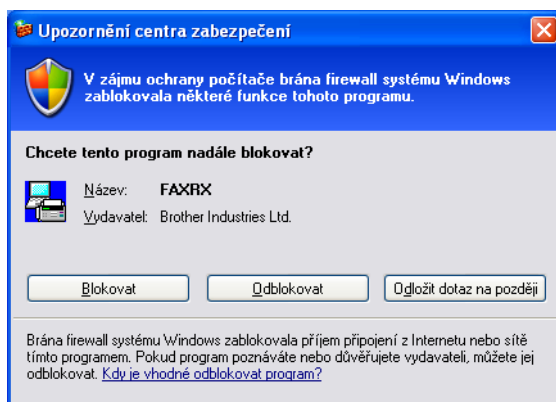 Upozornění centra zabezpečení
V zájmu ochrany počítače brána firewall systému Windows
zablokovala některé funkce tohoto programu.
Chcete tento program nadále blokovat?
Název: FAXRX
Vydavatel: Brother Industries Ltd.
Blokovat Odblokovat Odložit dotaz na později
Brána firewall systému Windows zablokovala příjem připojení z Internetu nebo sítě
tímto programem. Pokud program poznáváte nebo důvěřujete vydavateli, můžete jej
odblokovat. Kdy je vhodné odblokovat program?